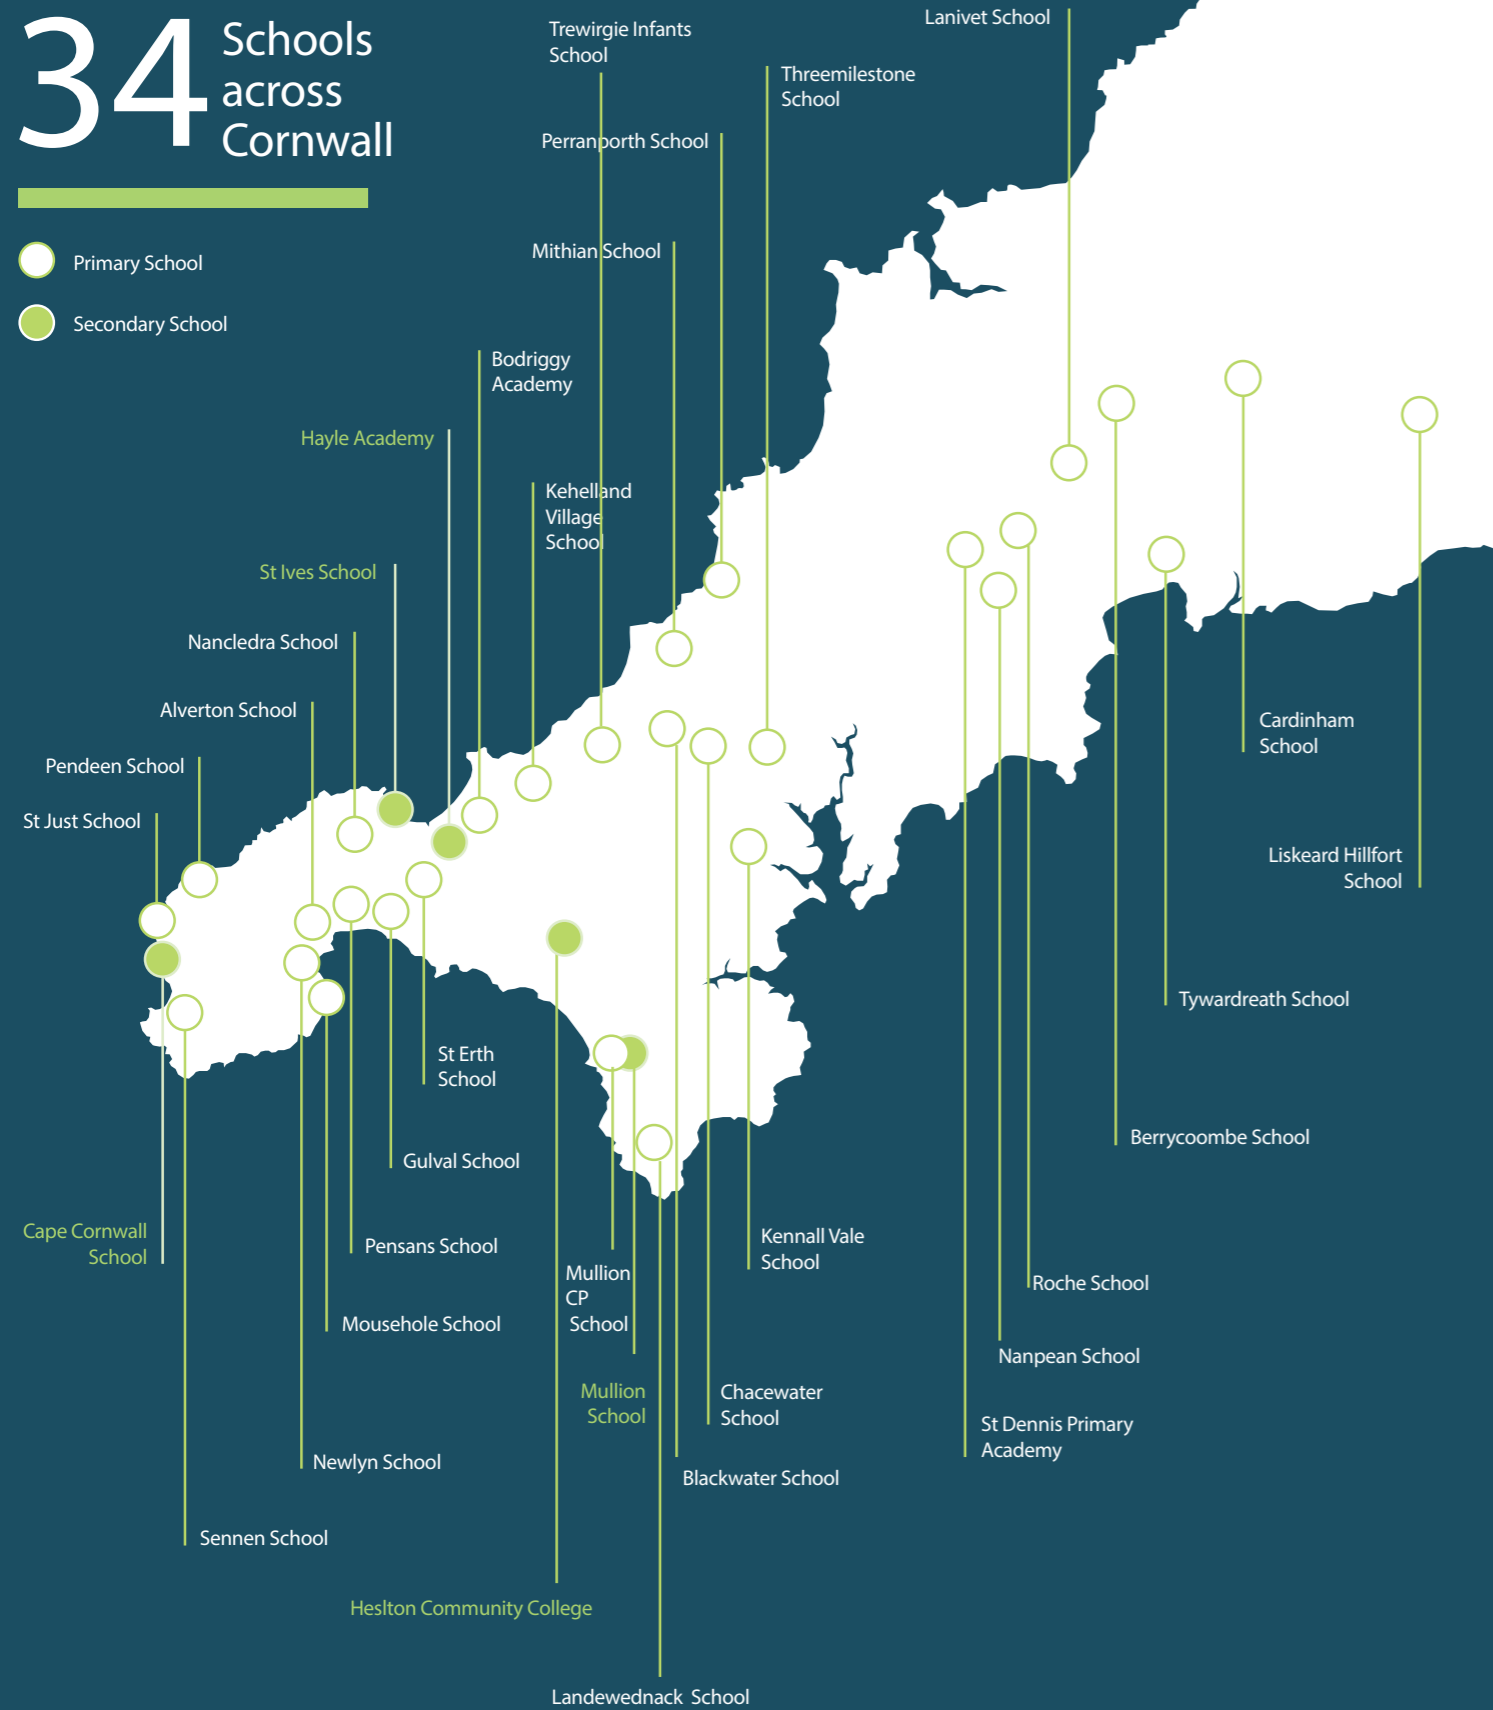 34
Schools
across
Cornwall
Primary School
Secondary School
Trewirgie Infants
School
Lanivet School
Threemilestone
School
Perranporth School
Mithian School
Bodriggy
Academy
Hayle Academy
Kehelland
Village
School
St Ives School
Nancledra School
Alverton School
Pendeen School
St Just School
Cardinham
School
Liskeard Hillfort
School
Tywardreath School
St Erth
School
Berrycoombe School
Gulval School
Cape Cornwall
School
Pensans School
Kennall Vale
School
Mullion
CP
School
Roche School
Mousehole School
Nanpean School
Mullion
School
Chacewater
School
St Dennis Primary
Academy
Newlyn School
Blackwater School
Sennen School
Heslton Community College
Landewednack School